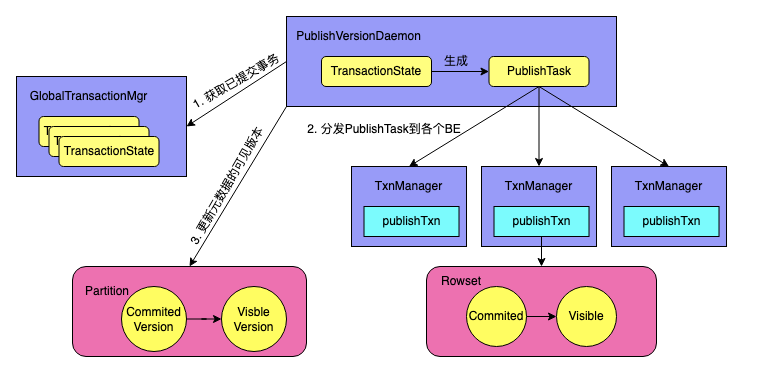 PublishVersionDaemon
TransactionState
生成
PublishTask
1. 获取已提交事务
GlobalTransactionMgr
T
T
TransactionState
2. 分发PublishTask到各个BE
3. 更新元数据的可见版本
TxnManager
publishTxn
TxnManager
publishTxn
TxnManager
publishTxn
Partition
Commited
Version
Visble
Version
Rowset
Commited
Visible